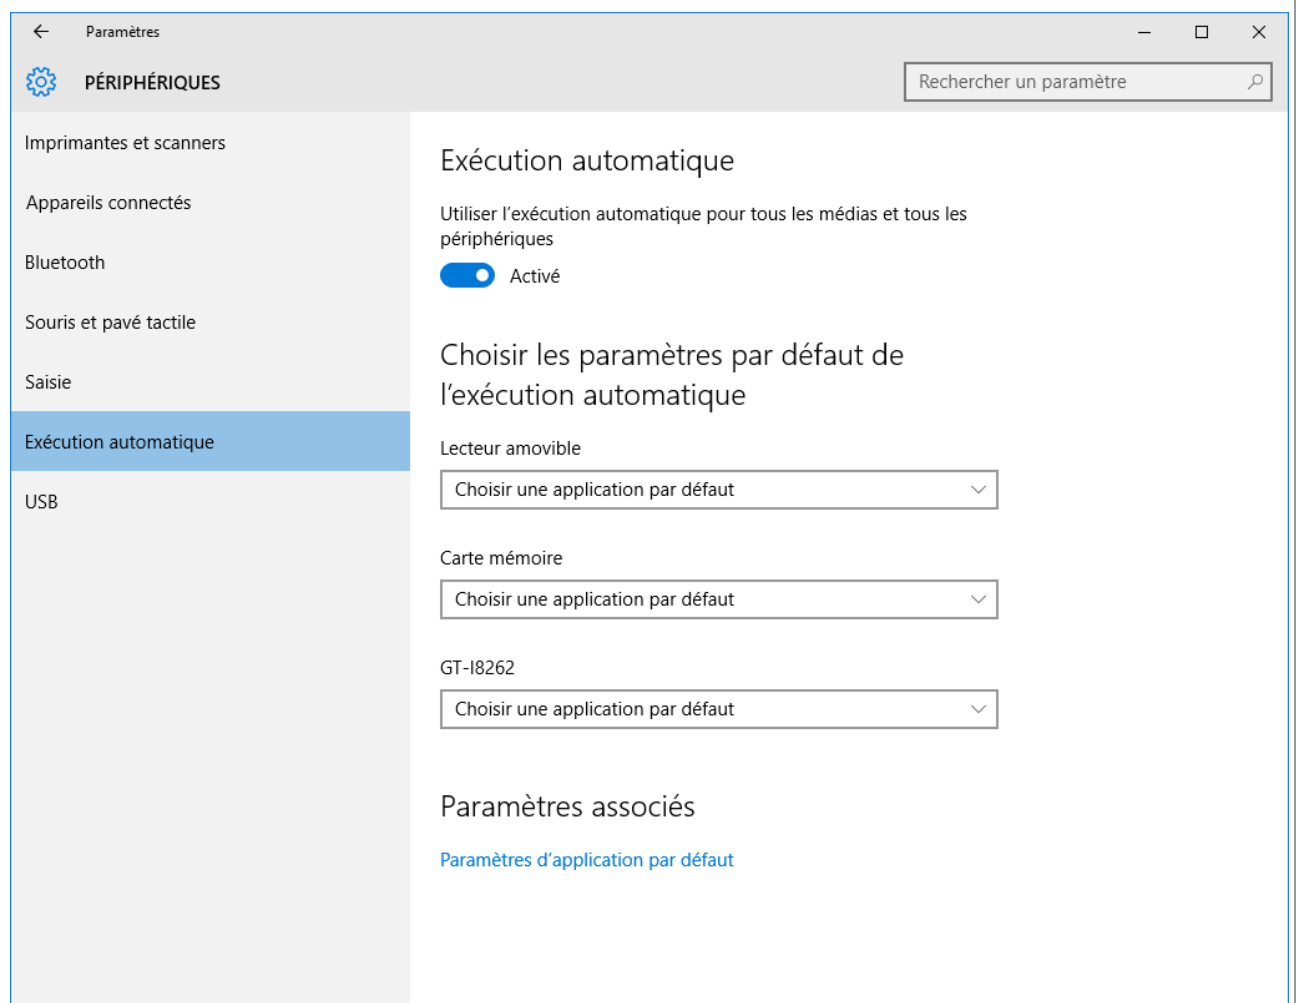 Paramètres
PÉRIPHÉRIQUES
Rechercher un paramètre
Imprimantes et scanners
Appareils connectés
Bluetooth
Souris et pavé tactile
Saisie
Exécution automatique
USB
Exécution automatique
Utiliser l'exécution automatique pour tous les médias et tous les
périphériques
Activé
Choisir les paramètres par défaut de
l'exécution automatique
Lecteur amovible
Choisir une application par défaut
Carte mémoire
Choisir une application par défaut
GT-I8262
Choisir une application par défaut
Paramètres associés
Paramètres d'application par défaut